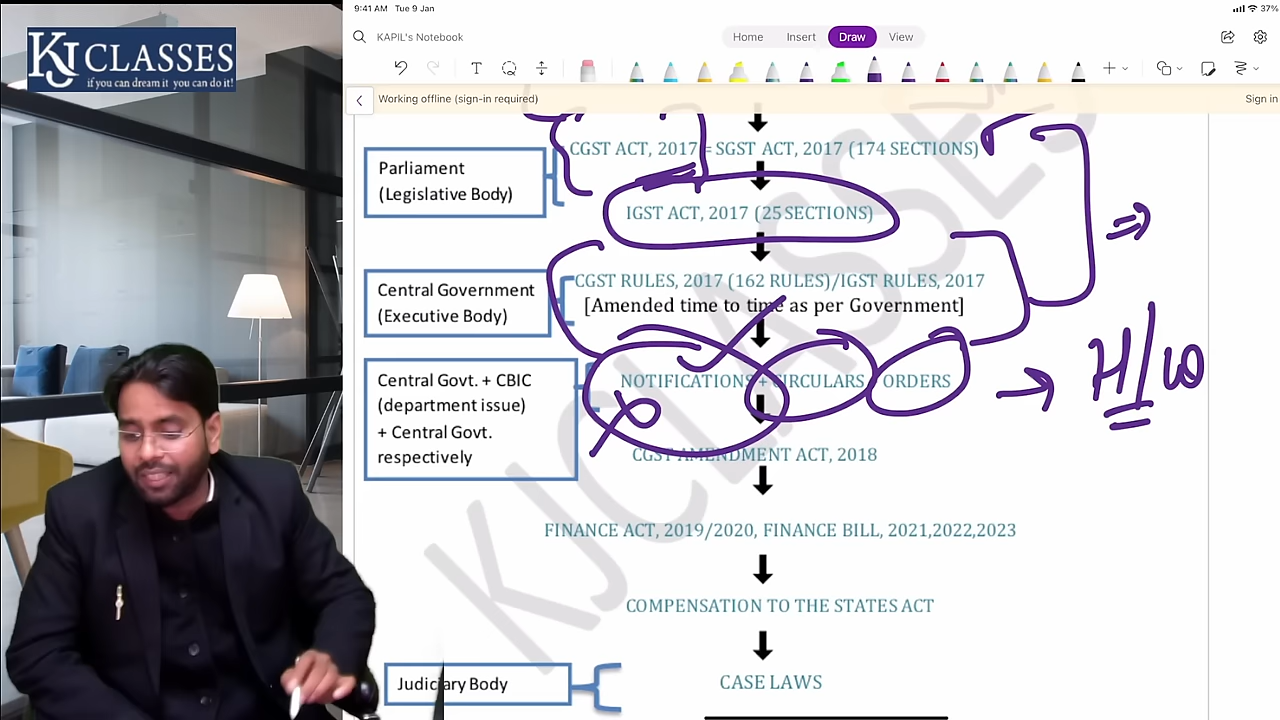 9:41 AM Tue 9 Jan
37%
KJ CLASSES
if you can dream it you can do it!
KAPIL's Notebook
Home Insert Draw View
Working offline (sign-in required)
Sign in
Parliament
(Legislative Body)
CGST ACT, 2017 = SGST ACT, 2017 (174 SECTIONS)
IGST ACT, 2017 (25 SECTIONS)
Central Government
(Executive Body)
CGST RULES, 2017 (162 RULES)/IGST RULES, 2017
[Amended time to time as per Government]
H/W
Central Govt. + CBIC
(department issue)
+ Central Govt.
respectively
NOTIFICATIONS + CIRCULARS / ORDERS
CGST AMENDMENT ACT, 2018
FINANCE ACT, 2019/2020, FINANCE BILL, 2021,2022,2023
COMPENSATION TO THE STATES ACT
Judiciary Body
CASE LAWS
KJ CLASSES